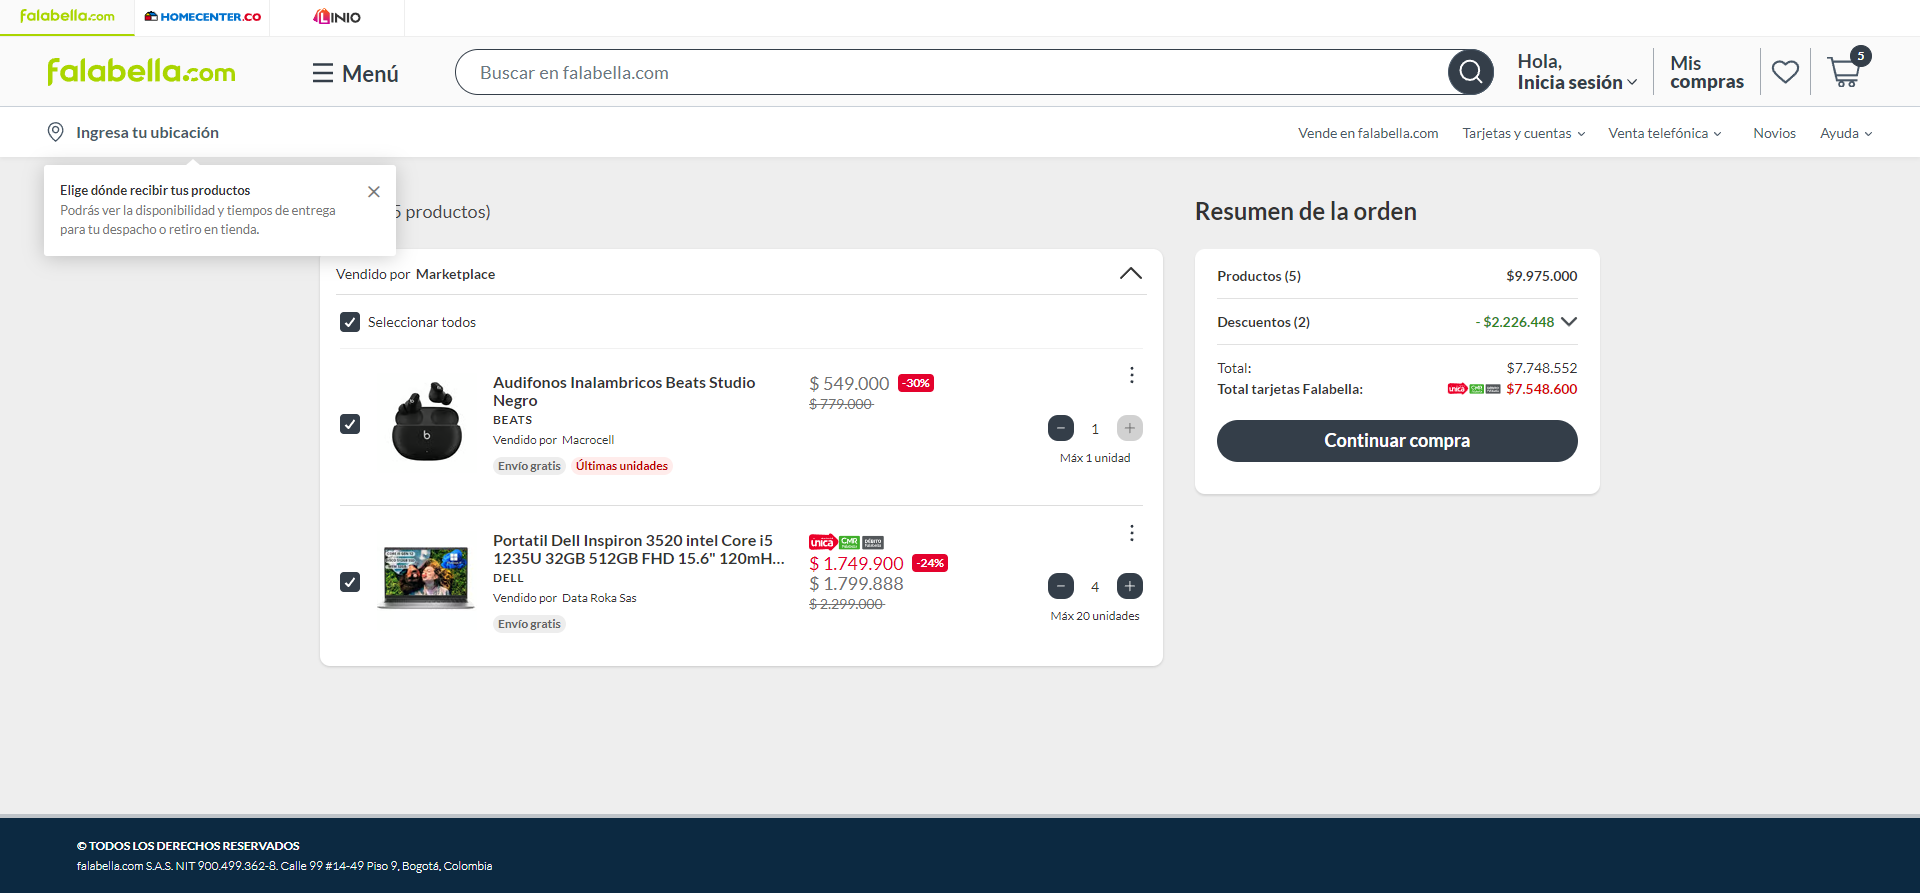 falabella.com
HOMECENTER.CO
LINIO
falabella.com
Menú
Buscar en falabella.com
Hola,
Inicia sesión
Mis
compras
5
Ingresa tu ubicación
Vende en falabella.com
Tarjetas y cuentas
Venta telefónica
Novios
Ayuda
Elige dónde recibir tus productos
Podrás ver la disponibilidad y tiempos de entrega
para tu despacho o retiro en tienda.
5 productos)
Resumen de la orden
Vendido por Marketplace
Seleccionar todos
Audifonos Inalambricos Beats Studio
Negro
BEATS
Vendido por Macrocell
Envío gratis Últimas unidades
$ 549.000 -30%
$ 779.000
1
Máx 1 unidad
Portatil Dell Inspiron 3520 intel Core i5
1235U 32GB 512GB FHD 15.6" 120mH...
DELL
Vendido por Data Roka Sas
Envío gratis
única CMR
$ 1.749.900 -24%
$ 1.799.888
$ 2.299.000
4
Máx 20 unidades
Productos (5) $9.975.000
Descuentos (2) - $2.226.448
Total: $7.748.552
Total tarjetas Falabella: única CMR $7.548.600
Continuar compra
© TODOS LOS DERECHOS RESERVADOS
falabella.com S.A.S. NIT 900.499.362-8. Calle 99 #14-49 Piso 9, Bogotá, Colombia